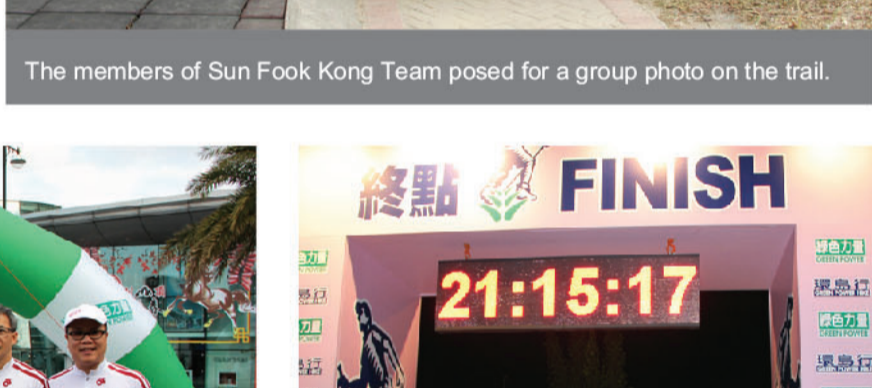 The members of Sun Fook Kong Team posed for a group photo on the trail.
終點 FINISH
21:15:17
綠色力量
GREEN POWER
環島行
綠色力量
GREEN POWER
環島行